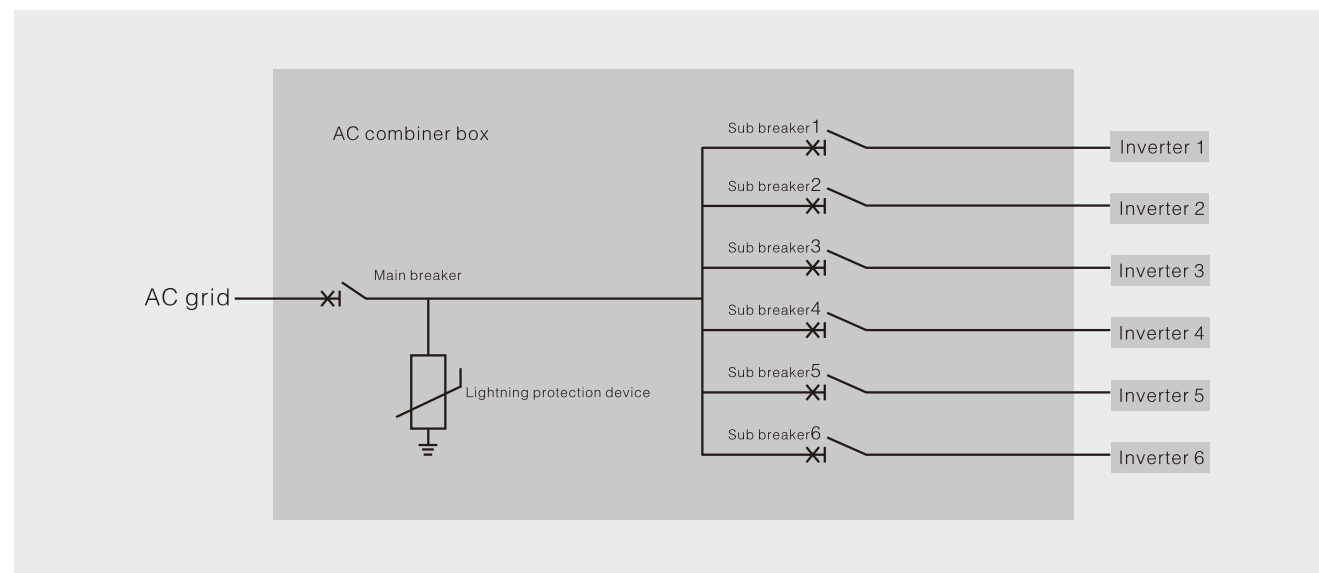 AC combiner box
Sub breaker1
Inverter 1
Sub breaker2
Inverter 2
Sub breaker3
Inverter 3
Main breaker
AC grid
Sub breaker4
Inverter 4
Sub breaker5
Lightning protection device
Inverter 5
Sub breaker6
Inverter 6